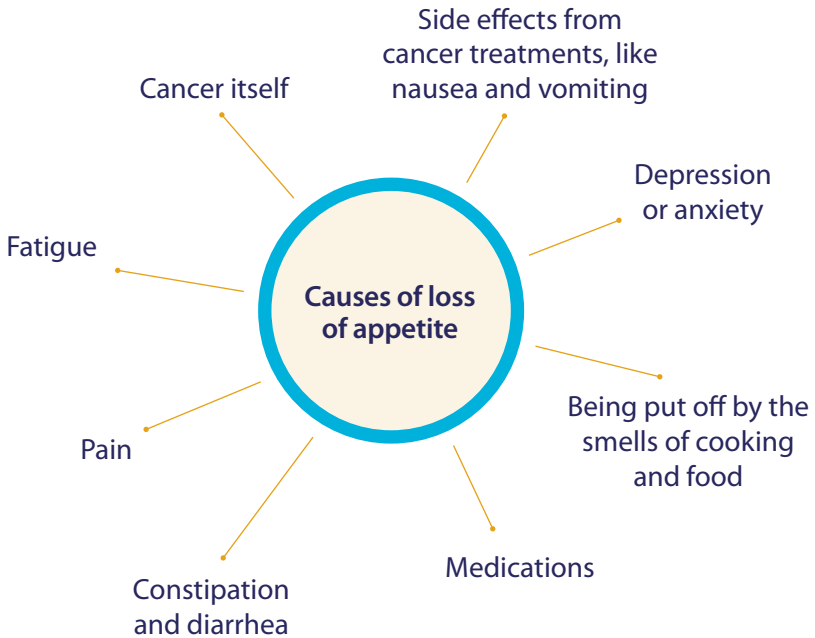 Side effects from
cancer treatments, like
nausea and vomiting
Cancer itself
Depression
or anxiety
Fatigue
Causes of loss
of appetite
Being put off by the
smells of cooking
and food
Pain
Medications
Constipation
and diarrhea